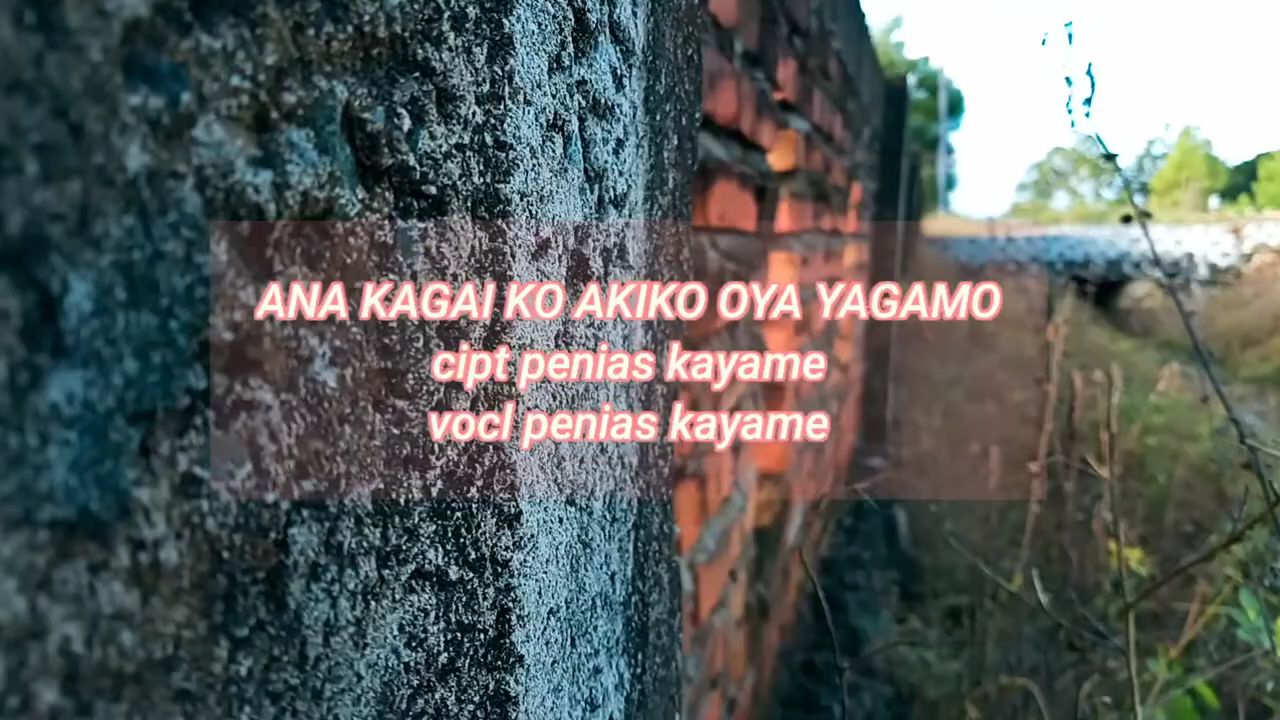 ANA KAGAI KO AKIKO OYA YAGAMO
cipt penias kayame
vocl penias kayame